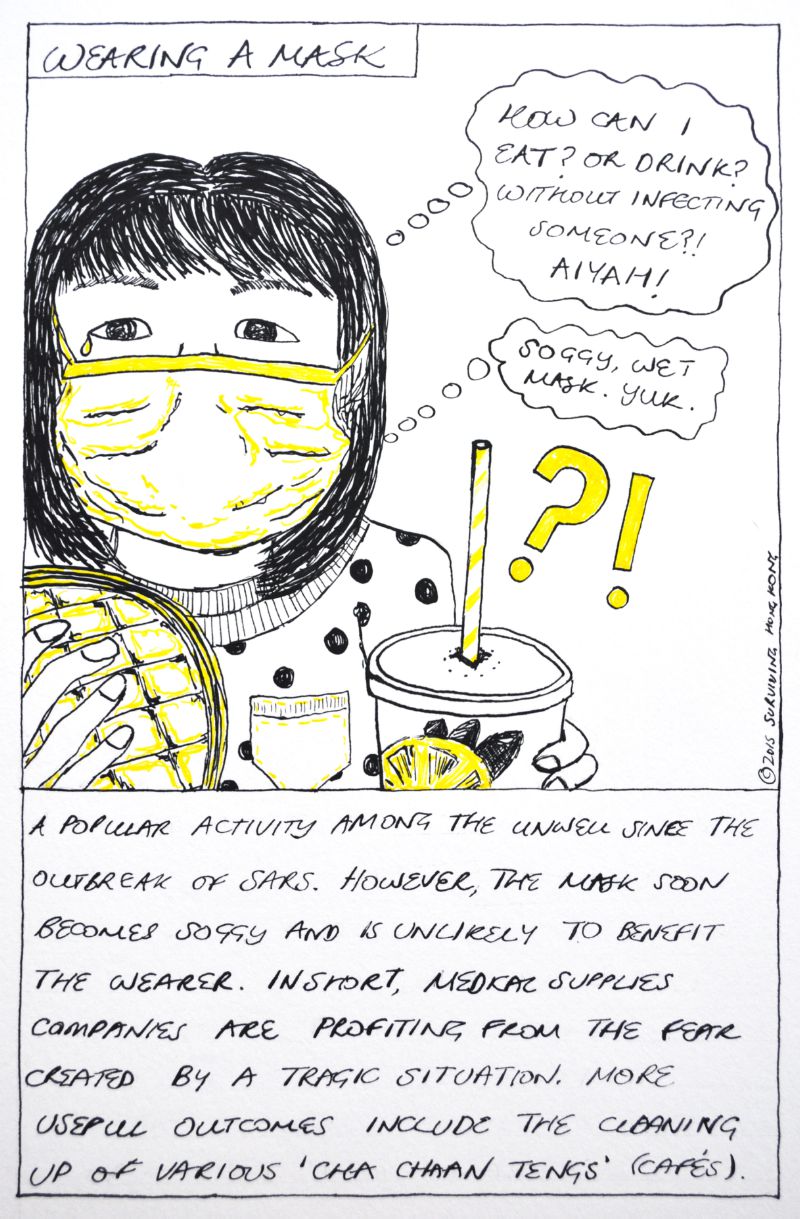 WEARING A MASK
HOW CAN I
EAT? OR DRINK?
WITHOUT INFECTING
SOMEONE?!
AIYAH!
SOGGY, WET
MASK. YUK.
?!
©2015 SURVIVING HONG KONG
A POPULAR ACTIVITY AMONG THE UNWELL SINCE THE
OUTBREAK OF SARS. HOWEVER, THE MASK SOON
BECOMES SOGGY AND IS UNLIKELY TO BENEFIT
THE WEARER. IN SHORT, MEDICAL SUPPLIES
COMPANIES ARE PROFITING FROM THE FEAR
CREATED BY A TRAGIC SITUATION. MORE
USEFUL OUTCOMES INCLUDE THE CLEANING
UP OF VARIOUS 'CHA CHAAN TENGS' (CAFÉS).